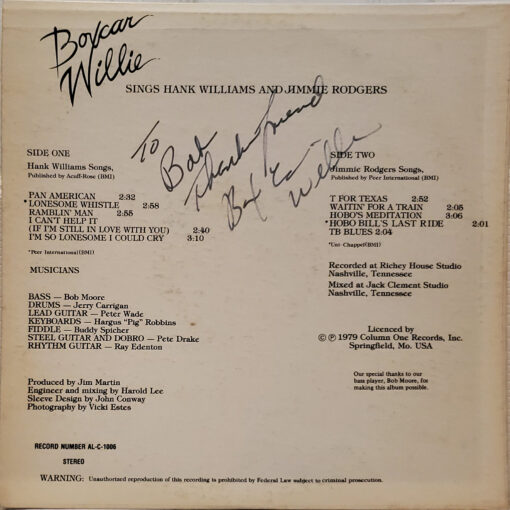 Boxcar
Willie
SINGS HANK WILLIAMS AND JIMMIE RODGERS
To Bob
Thanks friend
Box Car
Willie
SIDE ONE
Hank Williams Songs,
Published by Acuff-Rose (BMI)
PAN AMERICAN 2:32
*LONESOME WHISTLE 2:58
RAMBLIN' MAN 2:55
I CAN'T HELP IT
(IF I'M STILL IN LOVE WITH YOU) 2:40
I'M SO LONESOME I COULD CRY 3:10
*Peer International (BMI)
MUSICIANS
BASS — Bob Moore
DRUMS — Jerry Carrigan
LEAD GUITAR — Peter Wade
KEYBOARDS — Hargus "Pig" Robbins
FIDDLE — Buddy Spicher
STEEL GUITAR AND DOBRO — Pete Drake
RHYTHM GUITAR — Ray Edenton
Produced by Jim Martin
Engineer and mixing by Harold Lee
Sleeve Design by John Conway
Photography by Vicki Estes
RECORD NUMBER AL-C-1006
STEREO
SIDE TWO
Jimmie Rodgers Songs,
Published by Peer International (BMI)
T FOR TEXAS 2:52
WAITIN' FOR A TRAIN 2:05
HOBO'S MEDITATION 3:06
*HOBO BILL'S LAST RIDE 2:01
TB BLUES 2:04
*Uni-Chappel (BMI)
Recorded at Richey House Studio
Nashville, Tennessee
Mixed at Jack Clement Studio
Nashville, Tennessee
Licenced by
© ℗ 1979 Column One Records, Inc.
Springfield, Mo. USA
Our special thanks to our
bass player, Bob Moore, for
making this album possible.
WARNING: Unauthorized reproduction of this recording is prohibited by Federal Law subject to criminal prosecution.